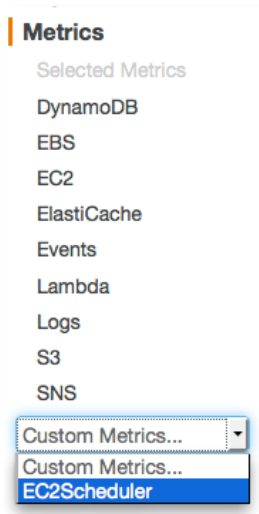 Metrics
Selected Metrics
DynamoDB
EBS
EC2
ElastiCache
Events
Lambda
Logs
S3
SNS
Custom Metrics...
Custom Metrics...
EC2Scheduler